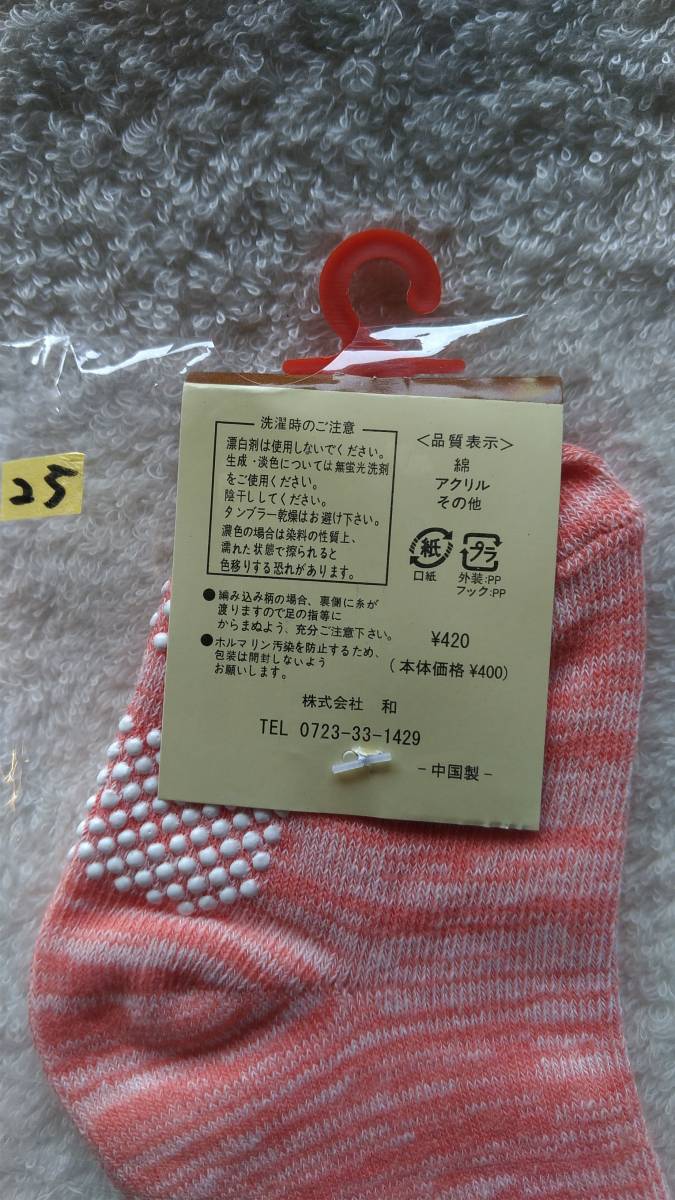 洗濯時のご注意
漂白剤は使用しないでください。
生成・淡色については無蛍光洗剤
をご使用ください。
陰干ししてください。
タンブラー乾燥はお避け下さい。
濃色の場合は染料の性質上、
濡れた状態で擦られると
色移りする恐れがあります。
●編み込み柄の場合、裏側に糸が
渡りますので足の指等に
からまぬよう、充分ご注意下さい。
●ホルマリン汚染を防止するため、
包装は開封しないよう
お願いします。
<品質表示>
綿
アクリル
その他
紙
口紙
プラ
外装:PP
フック:PP
¥420
(本体価格¥400)
株式会社 和
TEL 0723-33-1429
-中国製-
25